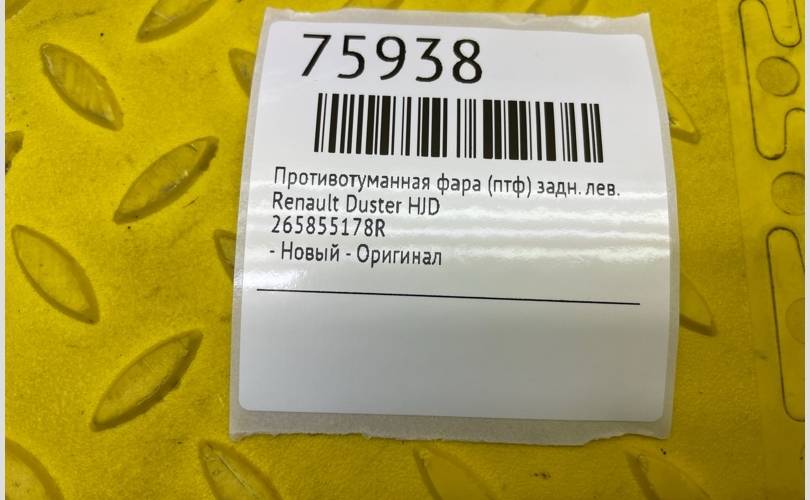 75938
Противотуманная фара (птф) задн. лев.
Renault Duster HJD
265855178R
- Новый - Оригинал